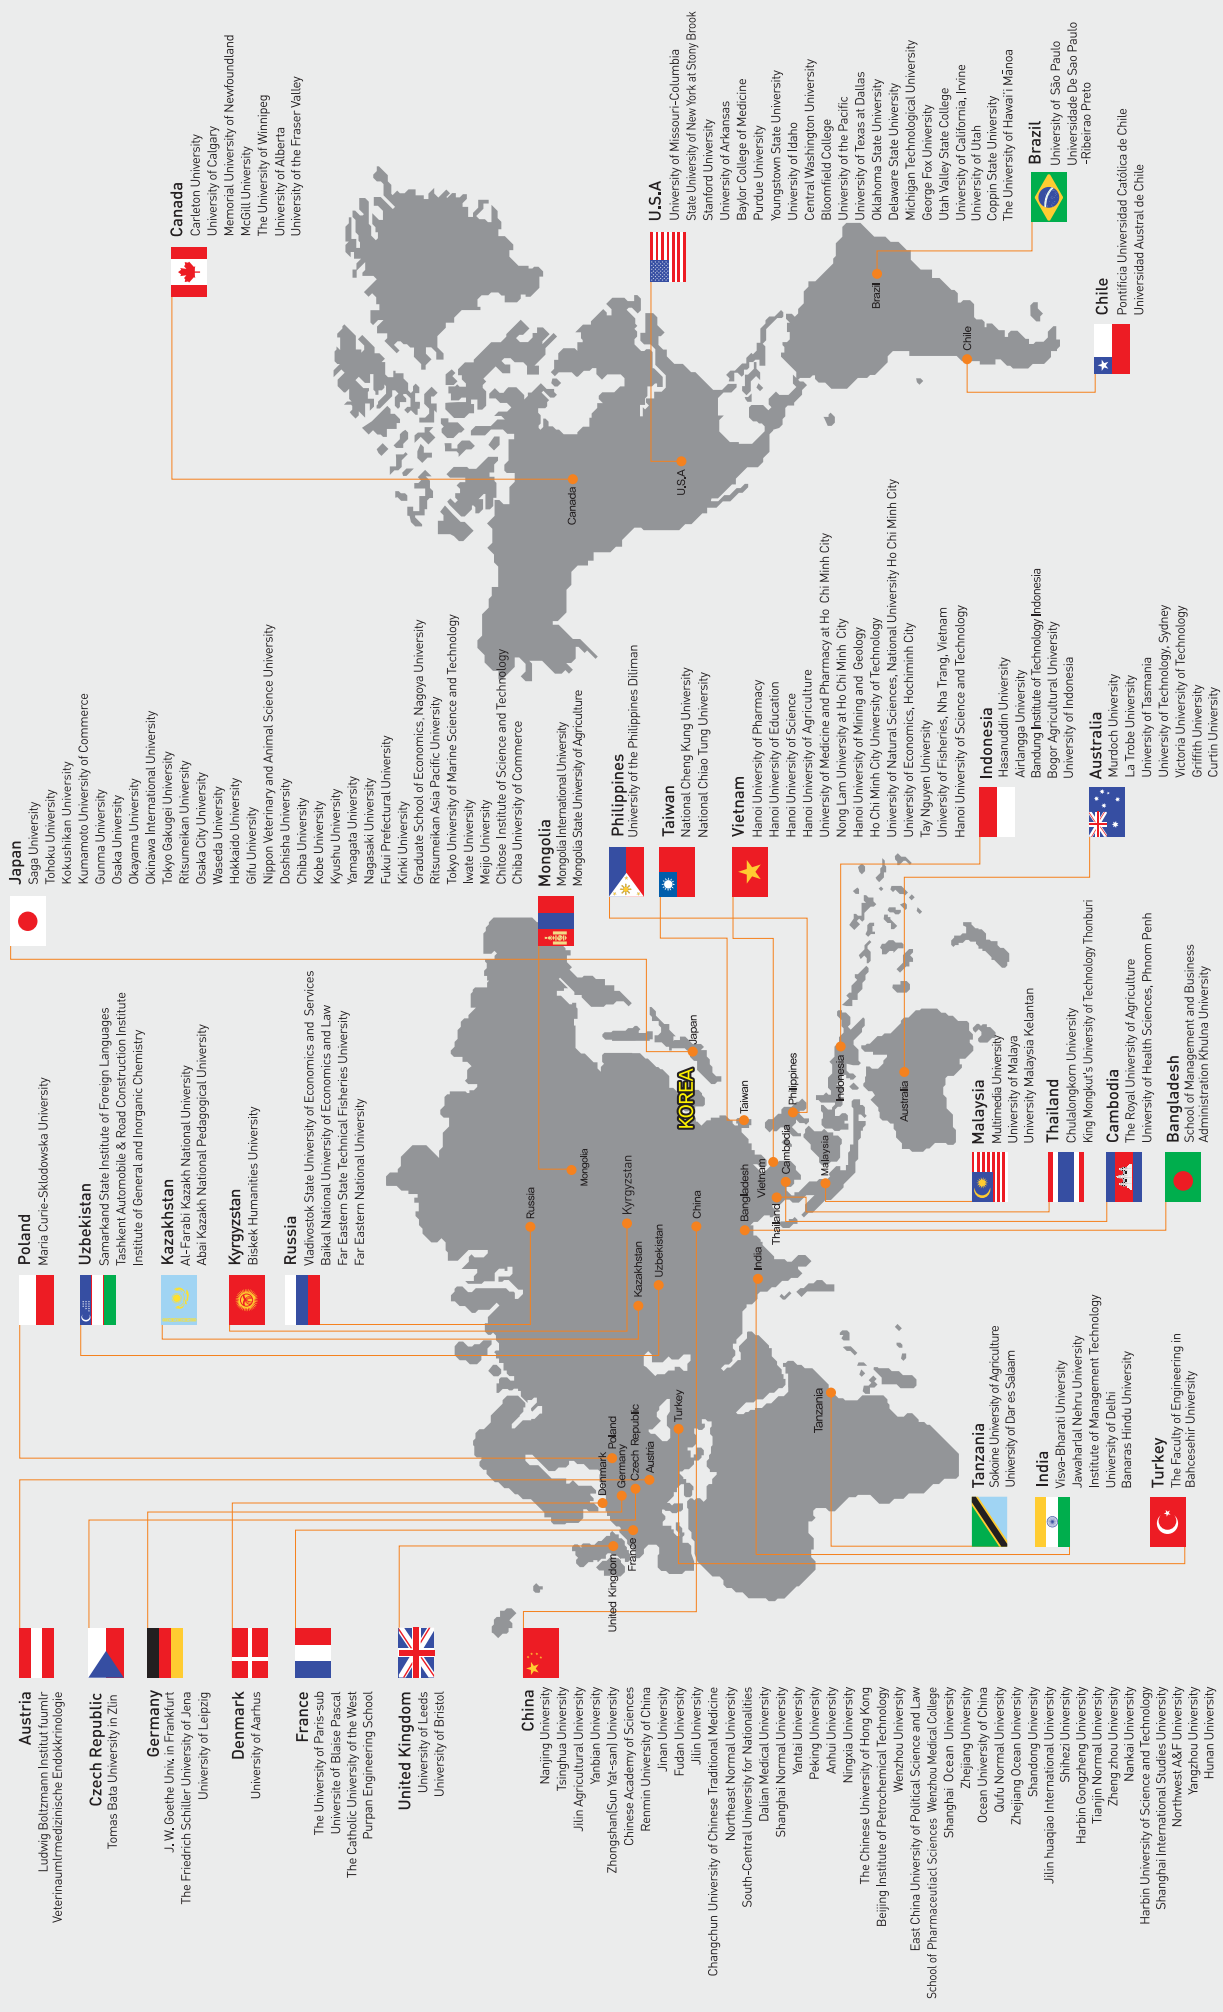 Austria
Ludwig Boltzmann Institut fuumlr
Veterinaumlrmedizinische Endokkrinologie
Czech Republic
Tomas Bata University in Zlin
Germany
J. W. Goethe Univ. in Frankfurt
The Friedrich Schiller University of Jena
University of Leipzig
Denmark
University of Aarhus
France
The University of Paris-sub
Universite of Blaise Pascal
The Catholic University of the West
Purpan Engineering School
United Kingdom
University of Leeds
University of Bristol
China
Nanjing University
Tsinghua University
Jilin Agricultural University
Yanbian University
Zhongshan(Sun Yat-san) University
Chinese Academy of Sciences
Renmin University of China
Jinan University
Fudan University
Jilin University
Changchun University of Chinese Traditional Medicine
Northeast Normal University
South-Central University for Nationalities
Dalian Medical University
Shanghai Normal University
Yantai University
Peking University
Anhui University
Ningxia University
The Chinese University of Hong Kong
Beijing Institute of Petrochemical Technology
Wenzhou University
East China University of Political Science and Law
School of Pharmaceutiacl Sciences Wenzhou Medical College
Shanghai Ocean University
Zhejiang University
Ocean University of China
Qufu Normal University
Zhejiang Ocean University
Shandong University
Jilin huaqiao International University
Shihezi University
Harbin Gongzheng University
Tianjin Normal University
Zheng zhou University
Nankai University
Harbin University of Science and Technology
Shanghai International Studies University
Northwest A&F University
Yangzhou University
Hunan University
Poland
Maria Curie-Sklodowska University
Uzbekistan
Samarkand State Institute of Foreign Languages
Tashkent Automobile & Road Construction Institute
Institute of General and Inorganic Chemistry
Kazakhstan
Al-Farabi Kazakh National University
Abai Kazakh National Pedagogical University
Kyrgyzstan
Biskek Humanities University
Russia
Vladivostok State University of Economics and Services
Baikal National University of Economics and Law
Far Eastern State Technical Fisheries University
Far Eastern National University
Japan
Saga University
Tohoku University
Kokushikan University
Kumamoto University of Commerce
Gunma University
Osaka University
Okayama University
Okinawa International University
Tokyo Gakugei University
Ritsumeikan University
Osaka City University
Waseda University
Hokkaido University
Gifu University
Nippon Veterinary and Animal Science University
Doshisha University
Chiba University
Kobe University
Kyushu University
Yamagata University
Nagasaki University
Fukui Prefectural University
Kinki University
Graduate School of Economics, Nagoya University
Ritsumeikan Asia Pacific University
Tokyo University of Marine Science and Technology
Iwate University
Meijo University
Chitose Institute of Science and Technology
Chiba University of Commerce
Mongolia
Mongolia International University
Mongolia State University of Agriculture
Philippines
University of the Philippines Diliman
Taiwan
National Cheng Kung University
National Chiao Tung University
Vietnam
Hanoi University of Pharmacy
Hanoi University of Education
Hanoi University of Science
Hanoi University of Agriculture
University of Medicine and Pharmacy at Ho Chi Minh City
Nong Lam University at Ho Chi Minh City
Hanoi University of Mining and Geology
Ho Chi Minh City University of Technology
University of Natural Sciences, National University Ho Chi Minh City
University of Economics, Hochiminh City
Tay Nguyen University
University of Fisheries, Nha Trang, Vietnam
Hanoi University of Science and Technology
Indonesia
Hasanuddin University
Airlangga University
Bandung Institute of Technology Indonesia
Bogor Agricultural University
University of Indonesia
Australia
Murdoch University
La Trobe University
University of Tasmania
University of Technology, Sydney
Victoria University of Technology
Griffith University
Curtin University
Canada
Carleton University
University of Calgary
Memorial University of Newfoundland
McGill University
The University of Winnipeg
University of Alberta
University of the Fraser Valley
U.S.A
University of Missouri-Columbia
State University of New York at Stony Brook
Stanford University
University of Arkansas
Baylor College of Medicine
Purdue University
Youngstown State University
University of Idaho
Central Washington University
Bloomfield College
University of the Pacific
University of Texas at Dallas
Oklahoma State University
Delaware State University
Michigan Technological University
George Fox University
Utah Valley State College
University of California, Irvine
University of Utah
Coppin State University
The University of Hawai'i Mānoa
Brazil
University of São Paulo
Universidade De Sao Paulo
-Ribeirao Preto
Chile
Pontificia Universidad Católica de Chile
Universidad Austral de Chile
Tanzania
Sokoine University of Agriculture
University of Dar es Salaam
India
Visva-Bharati University
Jawaharlal Nehru University
Institute of Management Technology
University of Delhi
Banaras Hindu University
Turkey
The Faculty of Engineering in
Bahcesehir University
Malaysia
Multimedia University
University of Malaya
University Malaysia Kelantan
Thailand
Chulalongkorn University
King Mongkut's University of Technology Thonburi
Cambodia
The Royal University of Agriculture
University of Health Sciences, Phnom Penh
Bangladesh
School of Management and Business
Administration Khulna University
Russia
Mongolia
Kyrgyzstan
Kazakhstan
Uzbekistan
China
KOREA
Japan
Denmark
Poland
Germany
Czech Republic
Austria
United Kingdom
France
Turkey
Taiwan
Bangladesh
India
Vietnam
Thailand
Cambodia
Philippines
Malaysia
Indonesia
Australia
Tanzania
Canada
U.S.A
Brazil
Chile